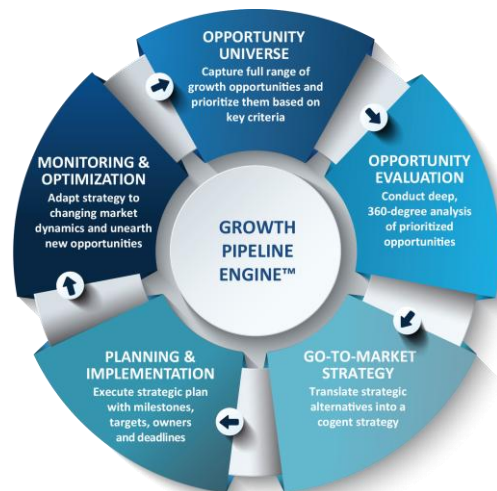 OPPORTUNITY
UNIVERSE
Capture full range of
growth opportunities and
prioritize them based on
key criteria
OPPORTUNITY
EVALUATION
Conduct deep,
360-degree analysis
of prioritized
opportunities
GO-TO-MARKET
STRATEGY
Translate strategic
alternatives into a
cogent strategy
PLANNING &
IMPLEMENTATION
Execute strategic plan
with milestones,
targets, owners
and deadlines
MONITORING &
OPTIMIZATION
Adapt strategy to
changing market
dynamics and unearth
new opportunities
GROWTH
PIPELINE
ENGINE™